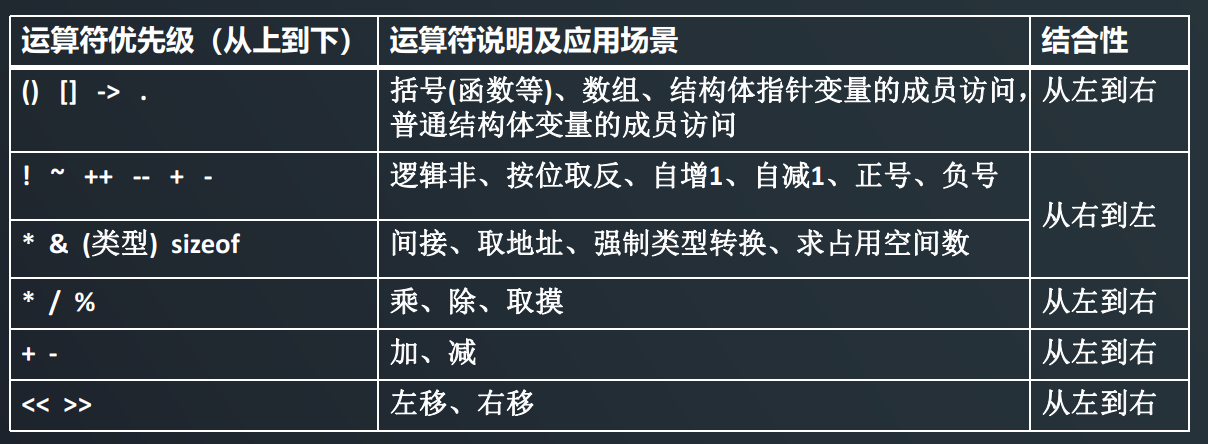 运算符优先级（从上到下） 运算符说明及应用场景 结合性
() [] -> . 括号(函数等)、数组、结构体指针变量的成员访问， 从左到右
普通结构体变量的成员访问
! ~ ++ -- + - 逻辑非、按位取反、自增1、自减1、正号、负号
从右到左
* & (类型) sizeof 间接、取地址、强制类型转换、求占用空间数
* / % 乘、除、取摸 从左到右
+ - 加、减 从左到右
<< >> 左移、右移 从左到右